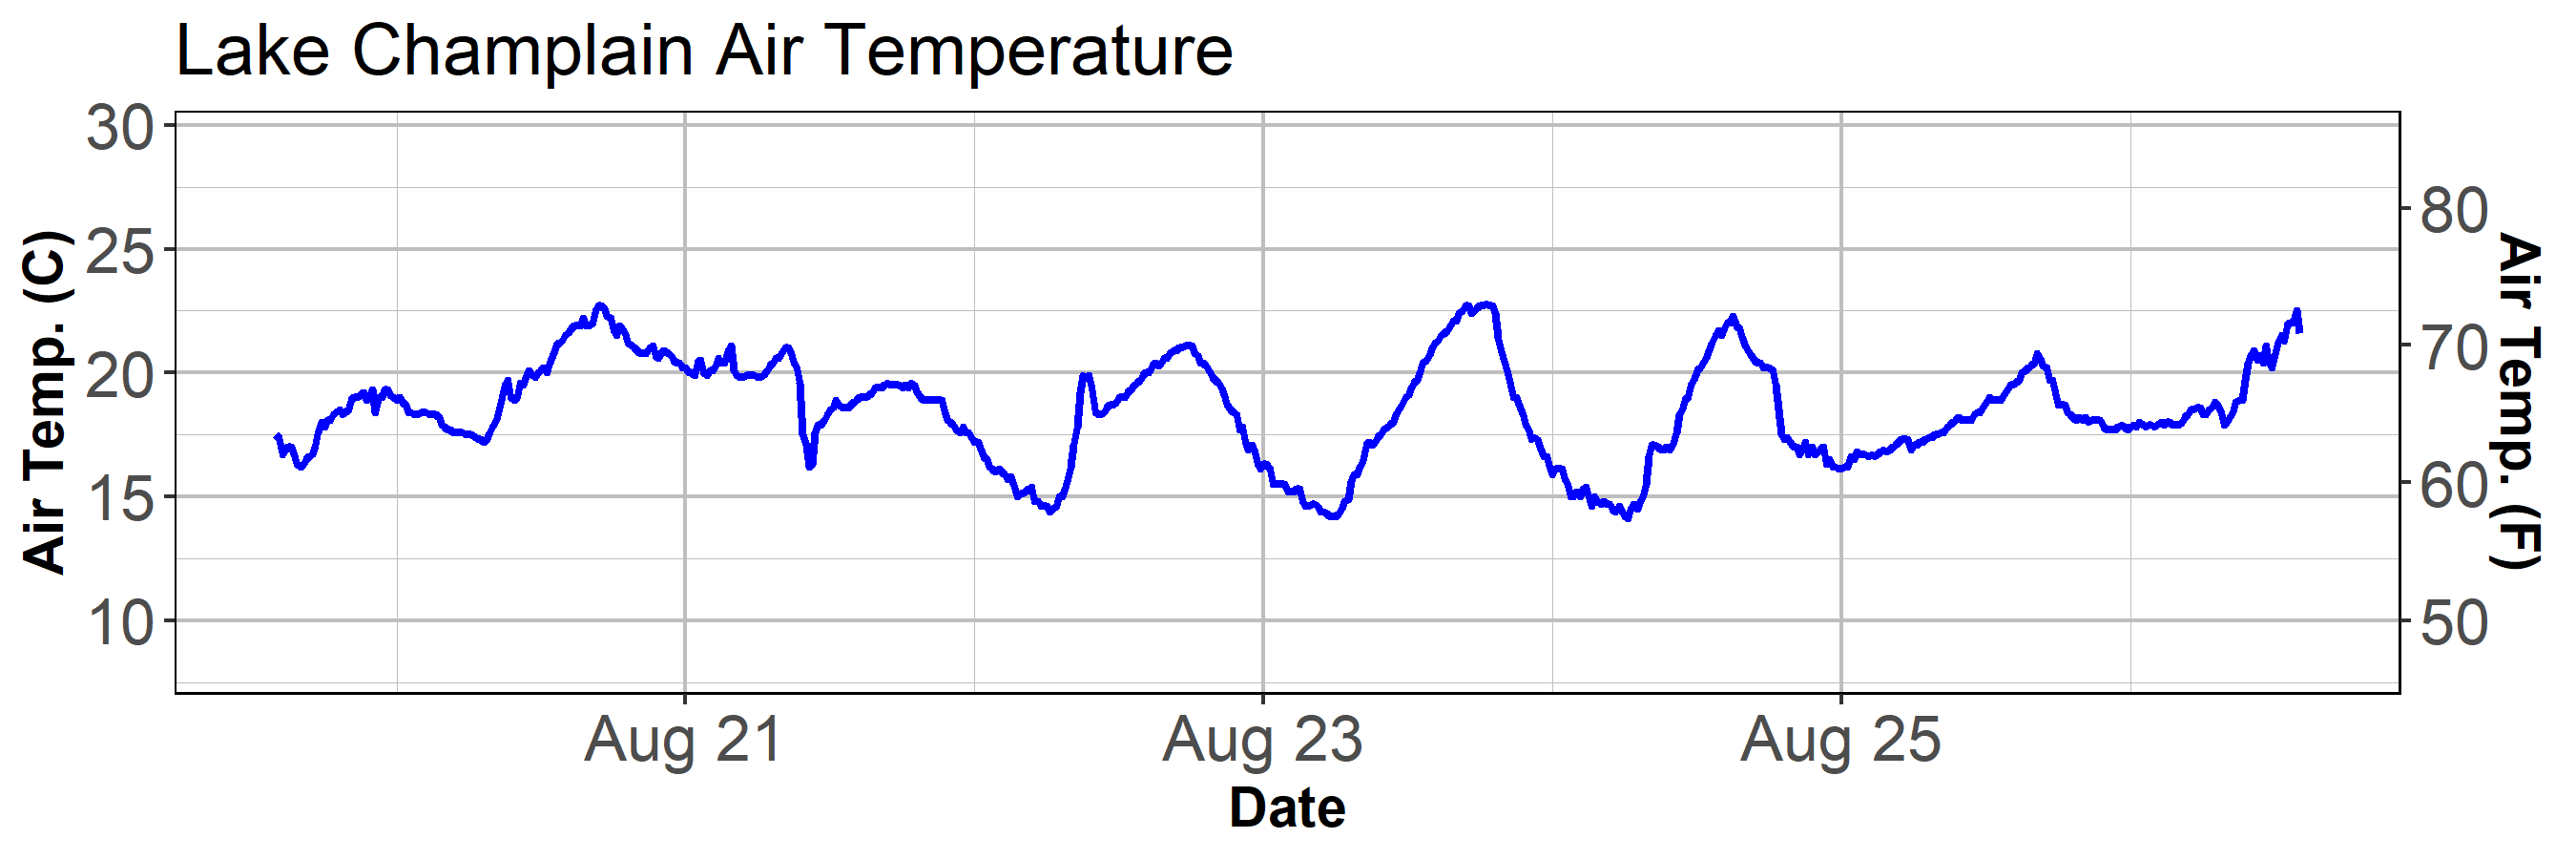 Lake Champlain Air Temperature
30
25
20
15
10
Air Temp. (C)
80
70
60
50
Air Temp. (F)
Aug 21
Aug 23
Aug 25
Date